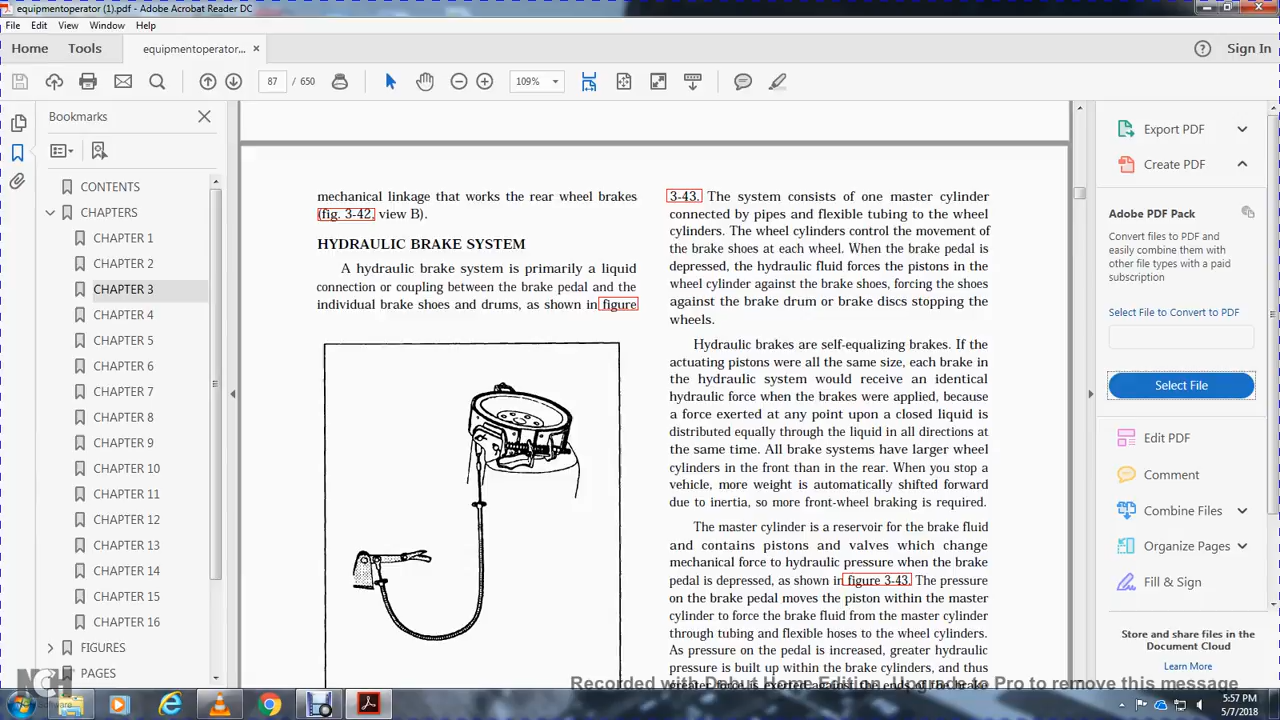 equipmentoperator (1).pdf - Adobe Acrobat Reader DC
File Edit View Window Help
Home Tools equipmentoperator... × Sign In
87 / 650 109%
Bookmarks
CONTENTS
CHAPTERS
CHAPTER 1
CHAPTER 2
CHAPTER 3
CHAPTER 4
CHAPTER 5
CHAPTER 6
CHAPTER 7
CHAPTER 8
CHAPTER 9
CHAPTER 10
CHAPTER 11
CHAPTER 12
CHAPTER 13
CHAPTER 14
CHAPTER 15
CHAPTER 16
FIGURES
PAGES
mechanical linkage that works the rear wheel brakes
(fig. 3-42, view B).
HYDRAULIC BRAKE SYSTEM
A hydraulic brake system is primarily a liquid
connection or coupling between the brake pedal and the
individual brake shoes and drums, as shown in figure
3-43. The system consists of one master cylinder
connected by pipes and flexible tubing to the wheel
cylinders. The wheel cylinders control the movement of
the brake shoes at each wheel. When the brake pedal is
depressed, the hydraulic fluid forces the pistons in the
wheel cylinder against the brake shoes, forcing the shoes
against the brake drum or brake discs stopping the
wheels.
Hydraulic brakes are self-equalizing brakes. If the
actuating pistons were all the same size, each brake in
the hydraulic system would receive an identical
hydraulic force when the brakes were applied, because
a force exerted at any point upon a closed liquid is
distributed equally through the liquid in all directions at
the same time. All brake systems have larger wheel
cylinders in the front than in the rear. When you stop a
vehicle, more weight is automatically shifted forward
due to inertia, so more front-wheel braking is required.
The master cylinder is a reservoir for the brake fluid
and contains pistons and valves which change
mechanical force to hydraulic pressure when the brake
pedal is depressed, as shown in figure 3-43. The pressure
on the brake pedal moves the piston within the master
cylinder to force the brake fluid from the master cylinder
through tubing and flexible hoses to the wheel cylinders.
As pressure on the pedal is increased, greater hydraulic
pressure is built up within the brake cylinders, and thus
greater force is exerted against the ends of the brake
Export PDF
Create PDF
Adobe PDF Pack
Convert files to PDF and
easily combine them with
other file types with a paid
subscription
Select File to Convert to PDF
Select File
Edit PDF
Comment
Combine Files
Organize Pages
Fill & Sign
Store and share files in the
Document Cloud
Learn More
NCH
Software
Recorded with Debut Home Edition. Upgrade to Pro to remove this message
5:57 PM
5/7/2018